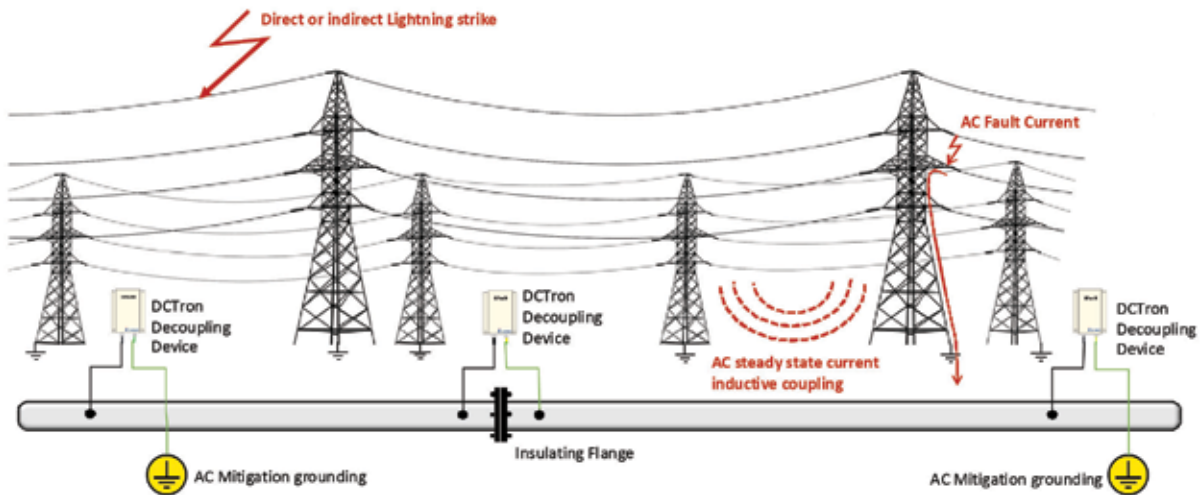 Direct or indirect Lightning strike
AC Fault Current
DCTron
Decoupling
Device
DCTron
Decoupling
Device
DCTron
Decoupling
Device
AC steady state current
inductive coupling
Insulating Flange
AC Mitigation grounding
AC Mitigation grounding